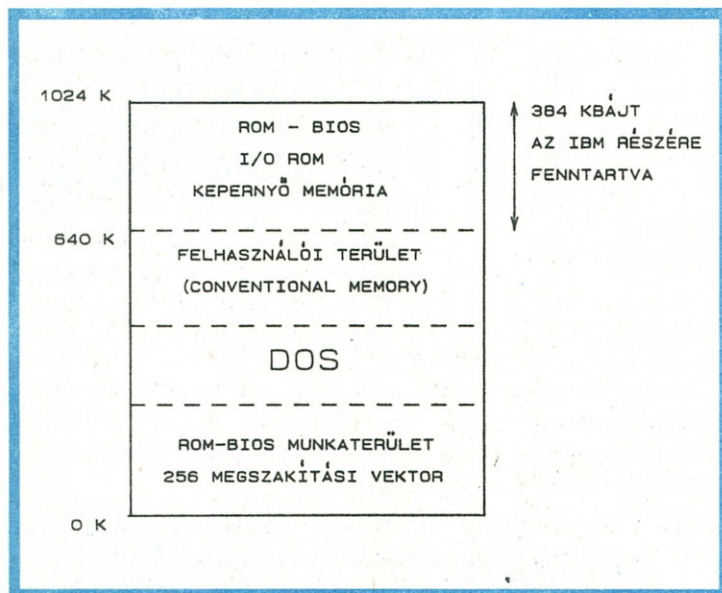 1024 K
ROM - BIOS
I/O ROM
KEPERNYŐ MEMÓRIA
384 KBÁJT
AZ IBM RÉSZÉRE
FENNTARTVA
640 K
FELHASZNÁLÓI TERÜLET
(CONVENTIONAL MEMORY)
DOS
ROM-BIOS MUNKATERÜLET
256 MEGSZAKÍTÁSI VEKTOR
0 K